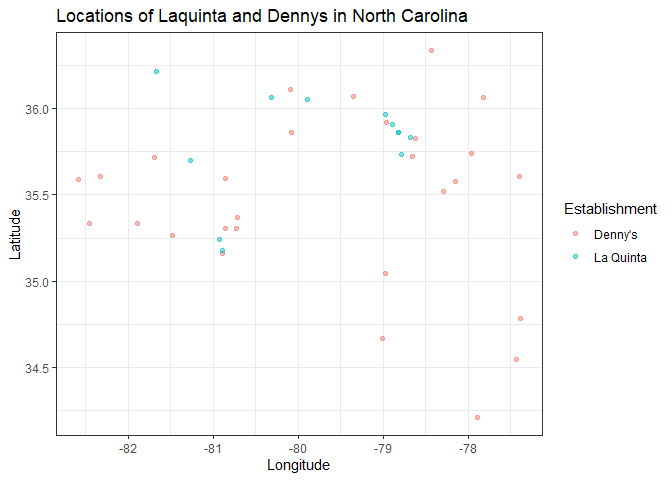 Locations of Laquinta and Dennys in North Carolina
36.0
35.5
35.0
34.5
Latitude
-82
-81
-80
-79
-78
Longitude
Establishment
Denny's
La Quinta